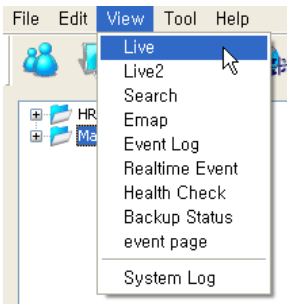 File Edit View Tool Help
Live
Live2
Search
HR
Emap
Ma
Event Log
Realtime Event
Health Check
Backup Status
event page
System Log